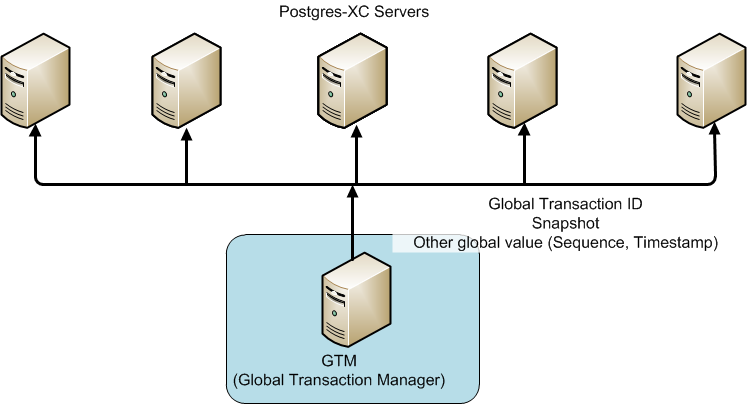 Postgres-XC Servers
Global Transaction ID
Snapshot
Other global value (Sequence, Timestamp)
GTM
(Global Transaction Manager)